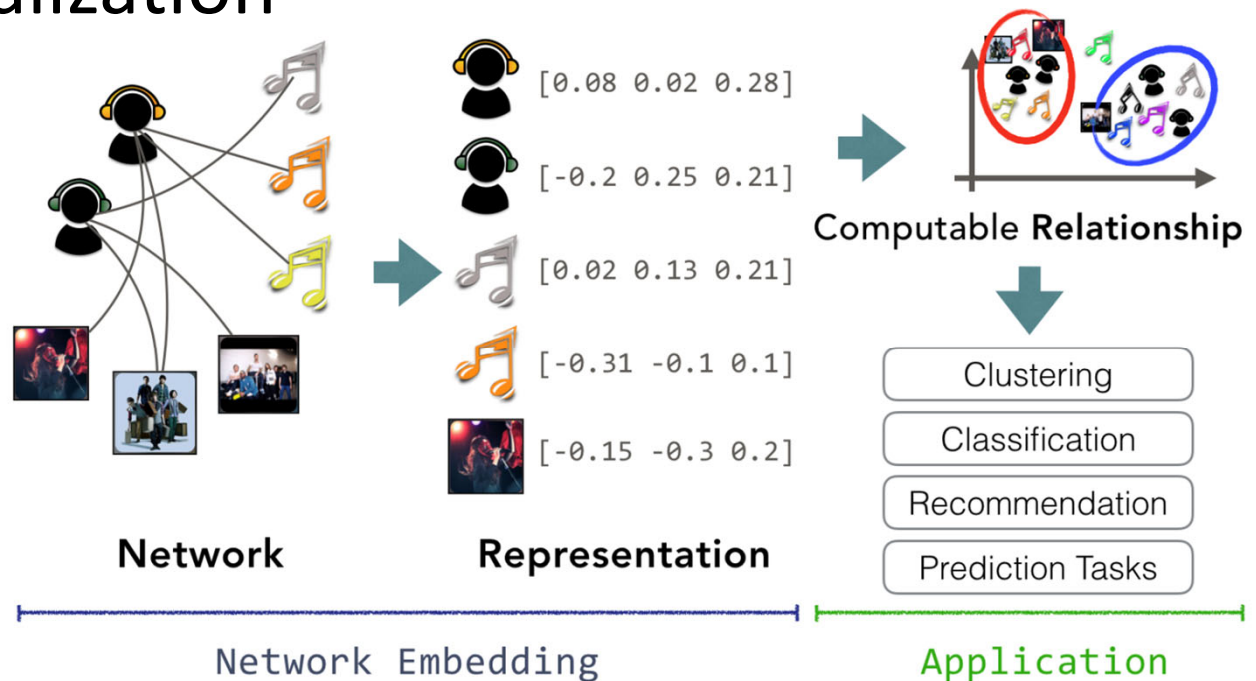 alization
[0.08 0.02 0.28]
[-0.2 0.25 0.21]
[0.02 0.13 0.21]
[-0.31 -0.1 0.1]
[-0.15 -0.3 0.2]
Network
Representation
Computable Relationship
Clustering
Classification
Recommendation
Prediction Tasks
Network Embedding
Application